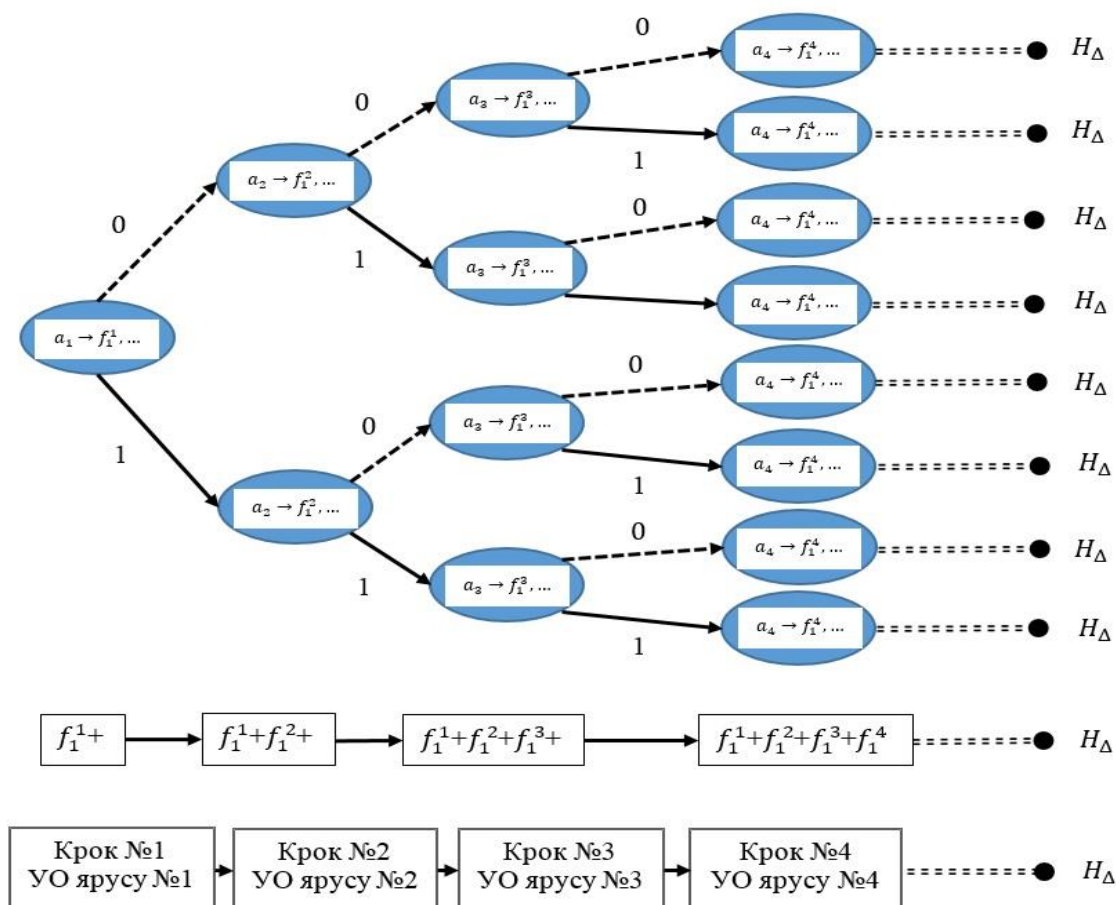 0
a₄ → f₁⁴, …
H_Δ
0
a₃ → f₁³, …
a₄ → f₁⁴, …
H_Δ
1
a₂ → f₁², …
0
a₄ → f₁⁴, …
H_Δ
0
1
a₃ → f₁³, …
a₄ → f₁⁴, …
H_Δ
a₁ → f₁¹, …
0
a₄ → f₁⁴, …
H_Δ
0
a₃ → f₁³, …
1
a₄ → f₁⁴, …
H_Δ
1
a₂ → f₁², …
0
a₄ → f₁⁴, …
H_Δ
1
a₃ → f₁³, …
a₄ → f₁⁴, …
H_Δ
1
f₁¹+
f₁¹+f₁²+
f₁¹+f₁²+f₁³+
f₁¹+f₁²+f₁³+f₁⁴
H_Δ
Крок №1
УО ярусу №1
Крок №2
УО ярусу №2
Крок №3
УО ярусу №3
Крок №4
УО ярусу №4
H_Δ